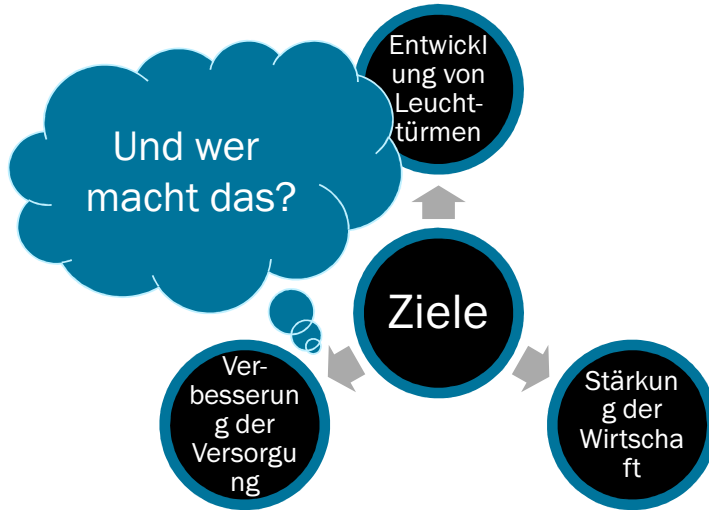 Entwickl
ung von
Leucht-
türmen
Und wer
macht das?
Ziele
Ver-
besserun
g der
Versorgu
ng
Stärkun
g der
Wirtscha
ft